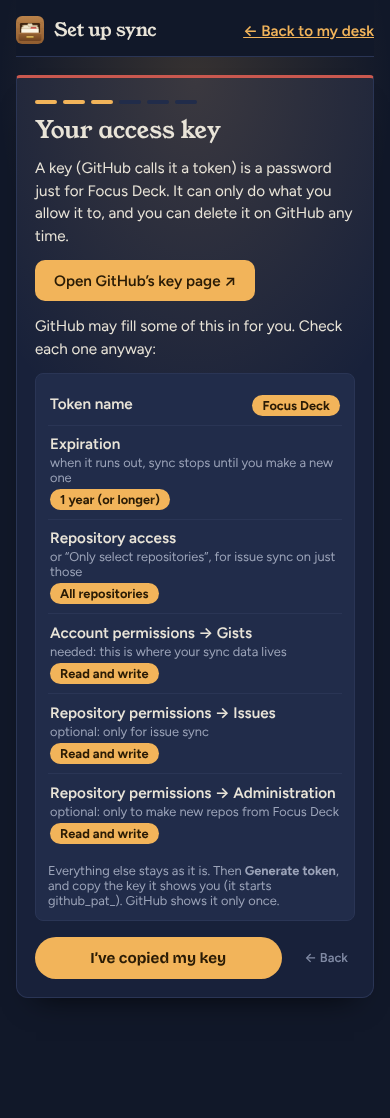 Set up sync
← Back to my desk
Your access key
A key (GitHub calls it a token) is a password
just for Focus Deck. It can only do what you
allow it to, and you can delete it on GitHub any
time.
Open GitHub's key page ↗
GitHub may fill some of this in for you. Check
each one anyway:
Token name
Focus Deck
Expiration
when it runs out, sync stops until you make a new
one
1 year (or longer)
Repository access
or “Only select repositories”, for issue sync on just
those
All repositories
Account permissions → Gists
needed: this is where your sync data lives
Read and write
Repository permissions → Issues
optional: only for issue sync
Read and write
Repository permissions → Administration
optional: only to make new repos from Focus Deck
Read and write
Everything else stays as it is. Then Generate token,
and copy the key it shows you (it starts
github_pat_). GitHub shows it only once.
I've copied my key
← Back